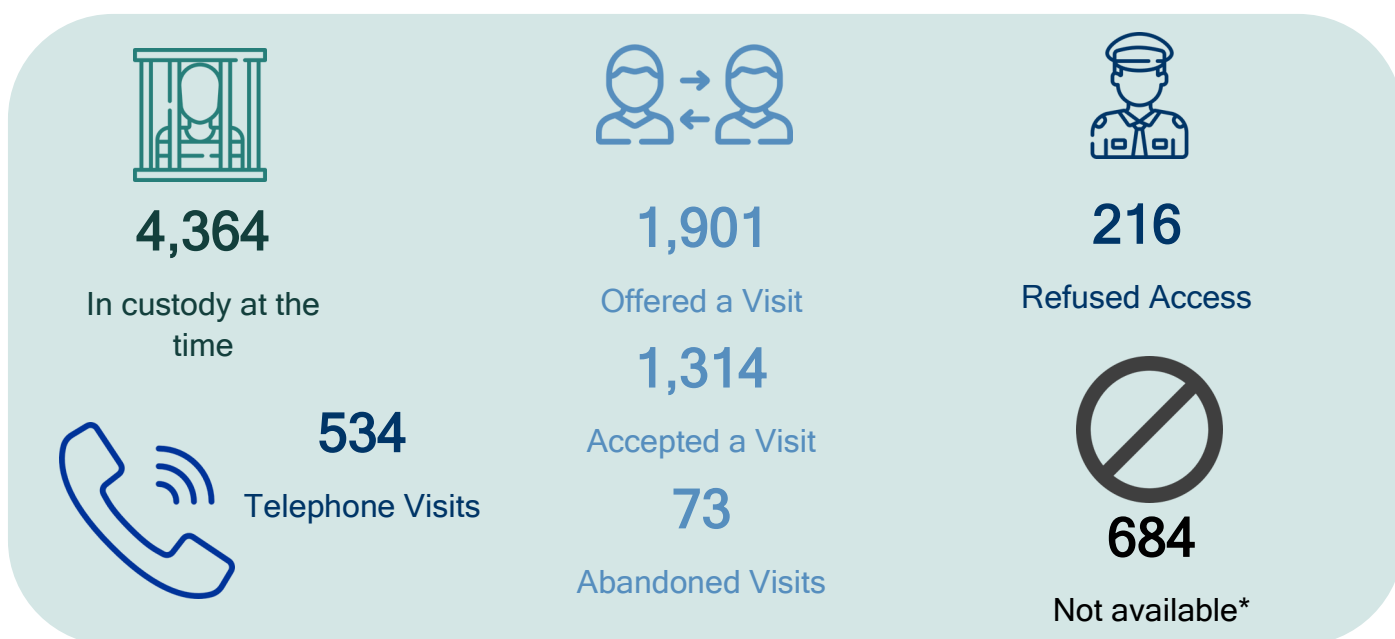 4,364
In custody at the
time
534
Telephone Visits
1,901
Offered a Visit
1,314
Accepted a Visit
73
Abandoned Visits
216
Refused Access
684
Not available*